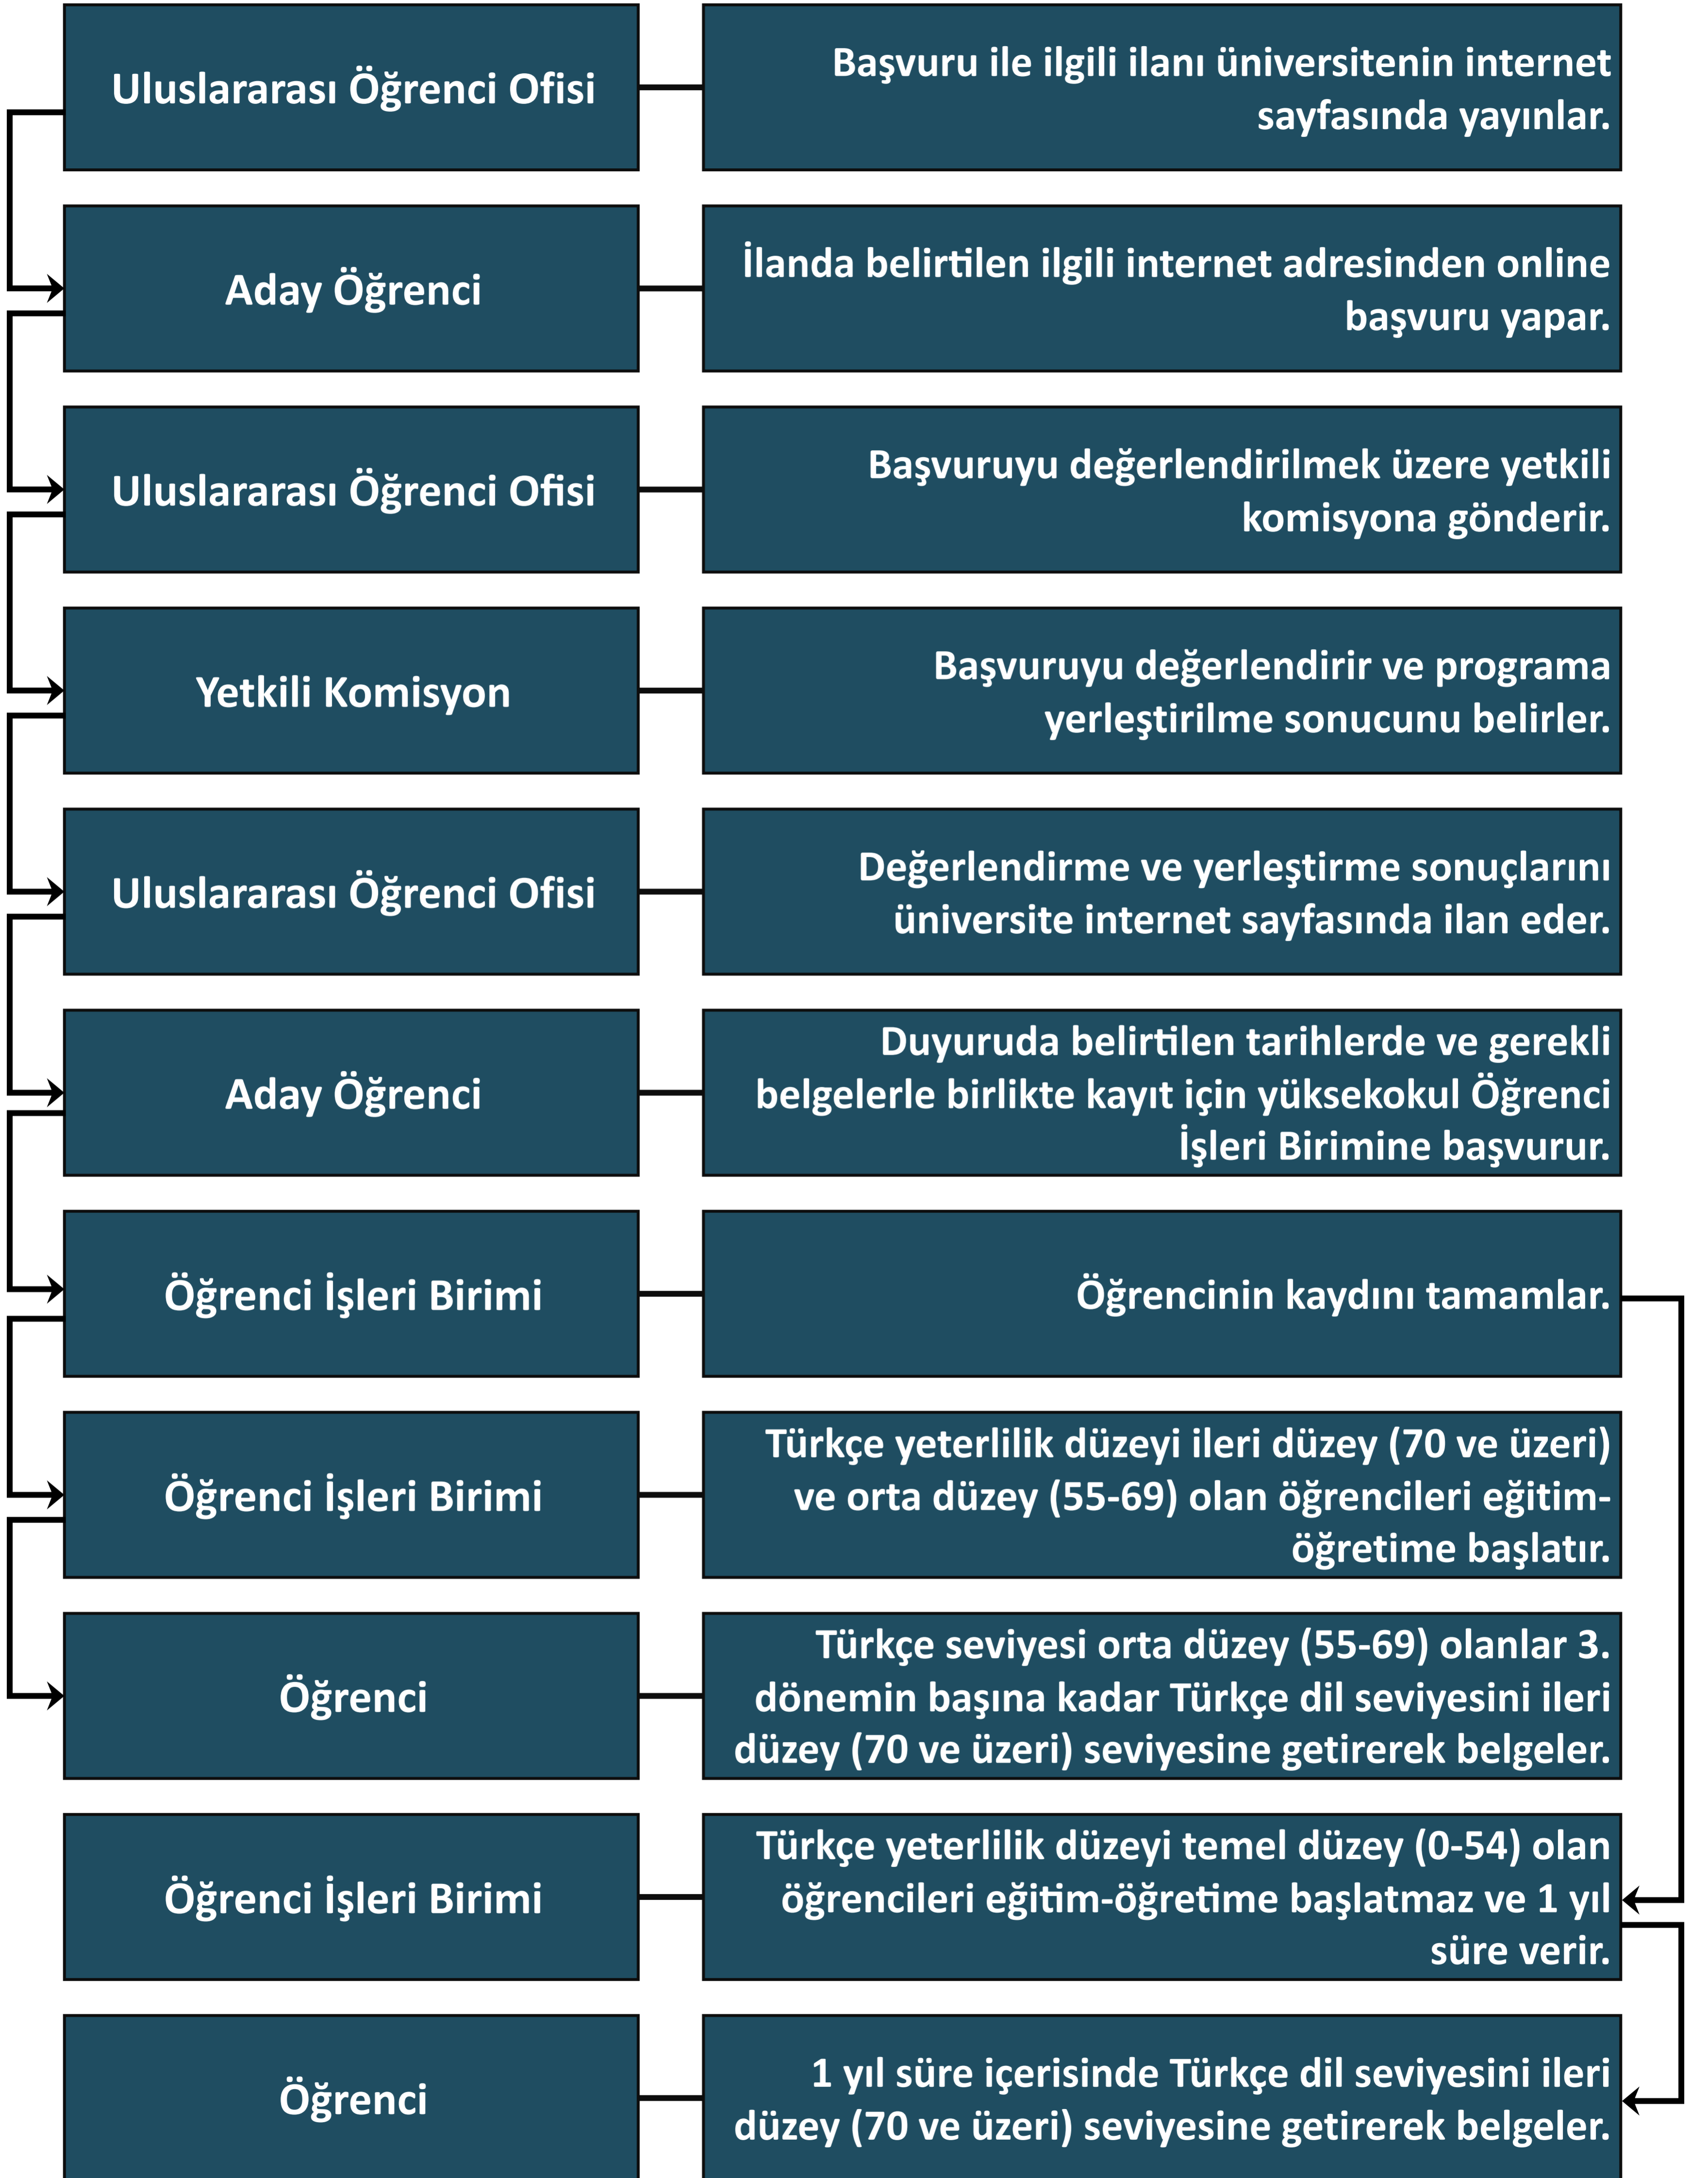 Uluslararası Öğrenci Ofisi
Başvuru ile ilgili ilanı üniversitenin internet
sayfasında yayınlar.
Aday Öğrenci
İlanda belirtilen ilgili internet adresinden online
başvuru yapar.
Uluslararası Öğrenci Ofisi
Başvuruyu değerlendirilmek üzere yetkili
komisyona gönderir.
Yetkili Komisyon
Başvuruyu değerlendirir ve programa
yerleştirilme sonucunu belirler.
Uluslararası Öğrenci Ofisi
Değerlendirme ve yerleştirme sonuçlarını
üniversite internet sayfasında ilan eder.
Aday Öğrenci
Duyuruda belirtilen tarihlerde ve gerekli
belgelerle birlikte kayıt için yüksekokul Öğrenci
İşleri Birimine başvurur.
Öğrenci İşleri Birimi
Öğrencinin kaydını tamamlar.
Öğrenci İşleri Birimi
Türkçe yeterlilik düzeyi ileri düzey (70 ve üzeri)
ve orta düzey (55-69) olan öğrencileri eğitim-
öğretime başlatır.
Öğrenci
Türkçe seviyesi orta düzey (55-69) olanlar 3.
dönemin başına kadar Türkçe dil seviyesini ileri
düzey (70 ve üzeri) seviyesine getirerek belgeler.
Öğrenci İşleri Birimi
Türkçe yeterlilik düzeyi temel düzey (0-54) olan
öğrencileri eğitim-öğretime başlatmaz ve 1 yıl
süre verir.
Öğrenci
1 yıl süre içerisinde Türkçe dil seviyesini ileri
düzey (70 ve üzeri) seviyesine getirerek belgeler.